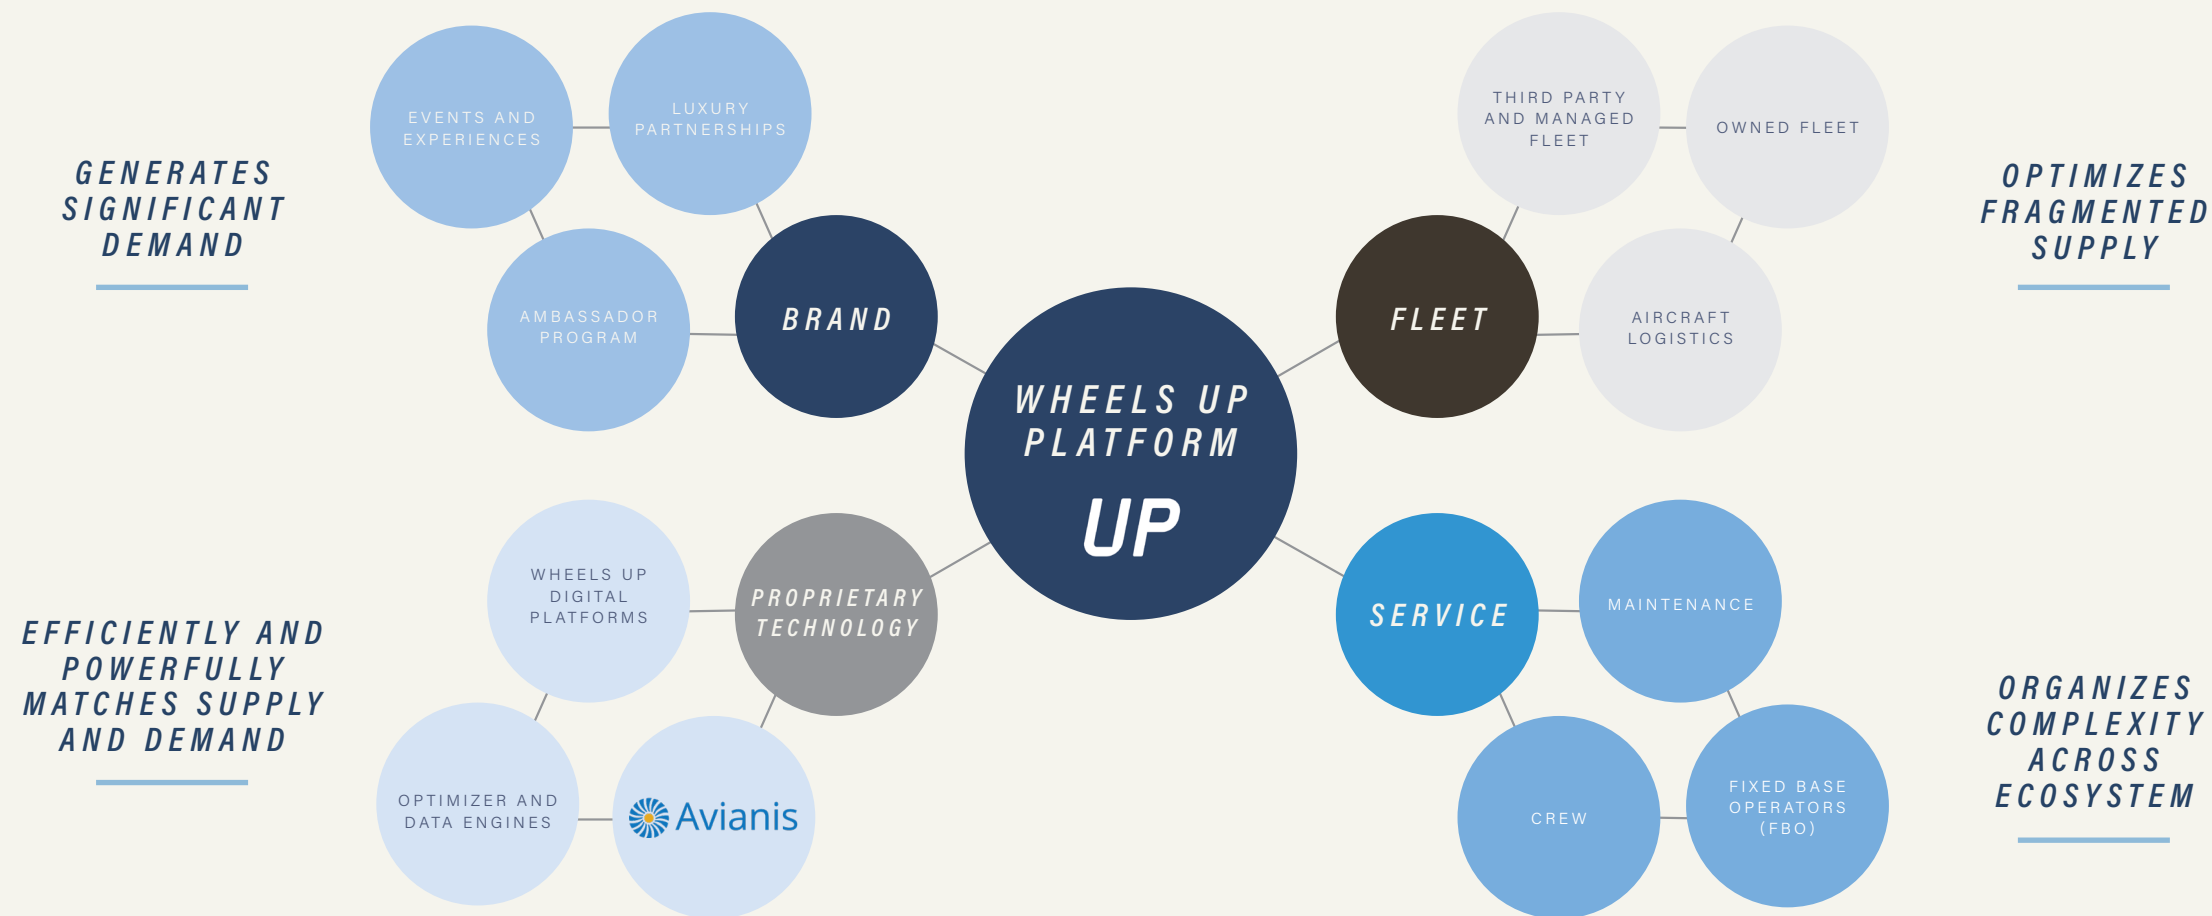 GENERATES
SIGNIFICANT
DEMAND
EVENTS AND
EXPERIENCES
LUXURY
PARTNERSHIPS
AMBASSADOR
PROGRAM
BRAND
WHEELS UP
PLATFORM
UP
THIRD PARTY
AND MANAGED
FLEET
OWNED FLEET
FLEET
AIRCRAFT
LOGISTICS
OPTIMIZES
FRAGMENTED
SUPPLY
EFFICIENTLY AND
POWERFULLY
MATCHES SUPPLY
AND DEMAND
WHEELS UP
DIGITAL
PLATFORMS
PROPRIETARY
TECHNOLOGY
OPTIMIZER AND
DATA ENGINES
Avianis
SERVICE
MAINTENANCE
CREW
FIXED BASE
OPERATORS
(FBO)
ORGANIZES
COMPLEXITY
ACROSS
ECOSYSTEM